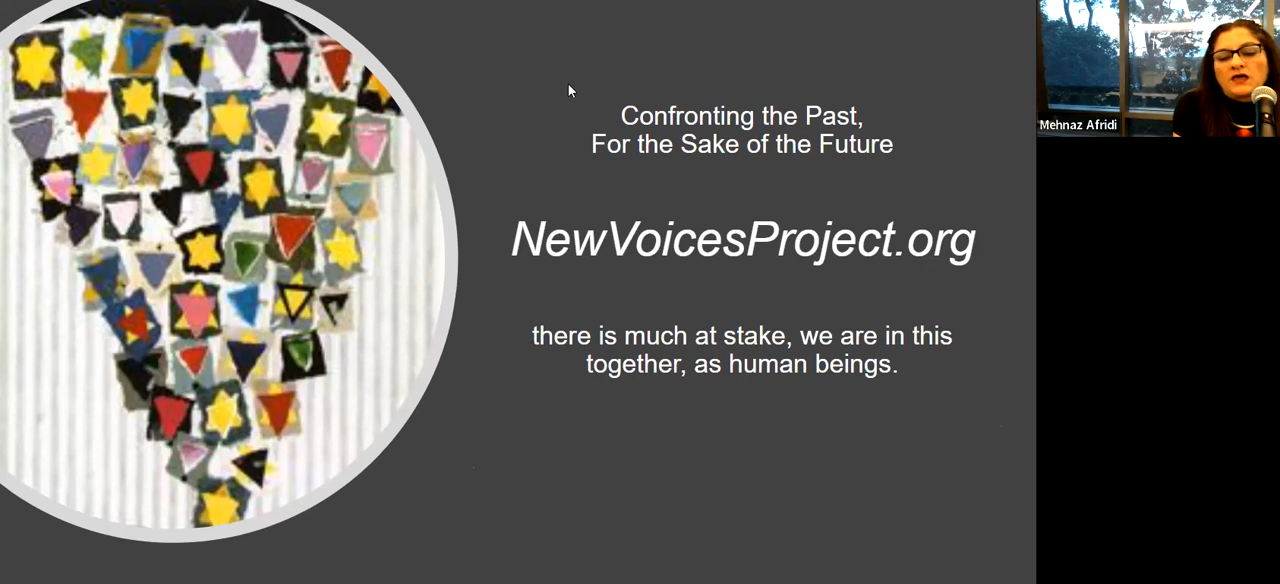 Confronting the Past,
For the Sake of the Future
NewVoicesProject.org
there is much at stake, we are in this
together, as human beings.
Mehnaz Afridi